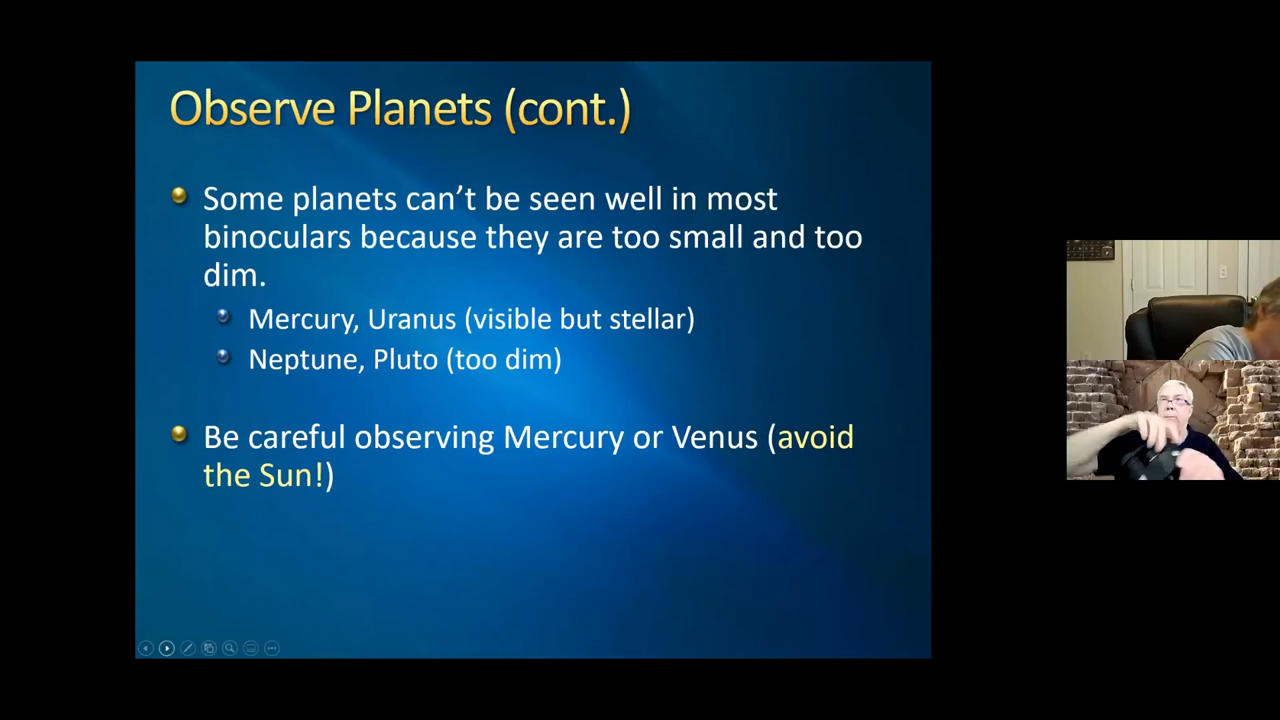 Observe Planets (cont.)
Some planets can’t be seen well in most
binoculars because they are too small and too
dim.
Mercury, Uranus (visible but stellar)
Neptune, Pluto (too dim)
Be careful observing Mercury or Venus (avoid
the Sun!)